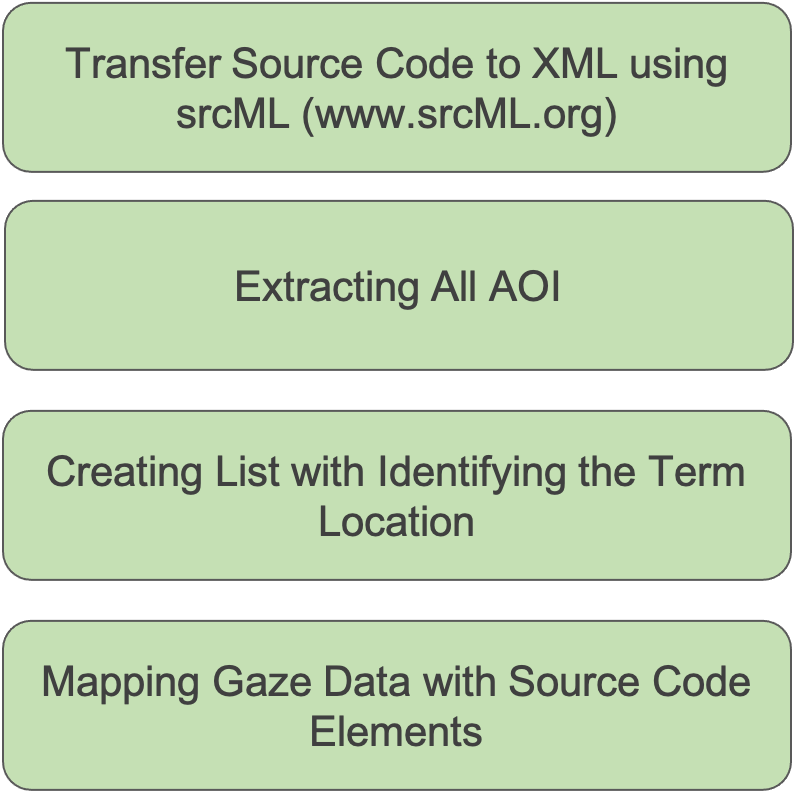 Transfer Source Code to XML using
srcML (www.srcML.org)
Extracting All AOI
Creating List with Identifying the Term
Location
Mapping Gaze Data with Source Code
Elements